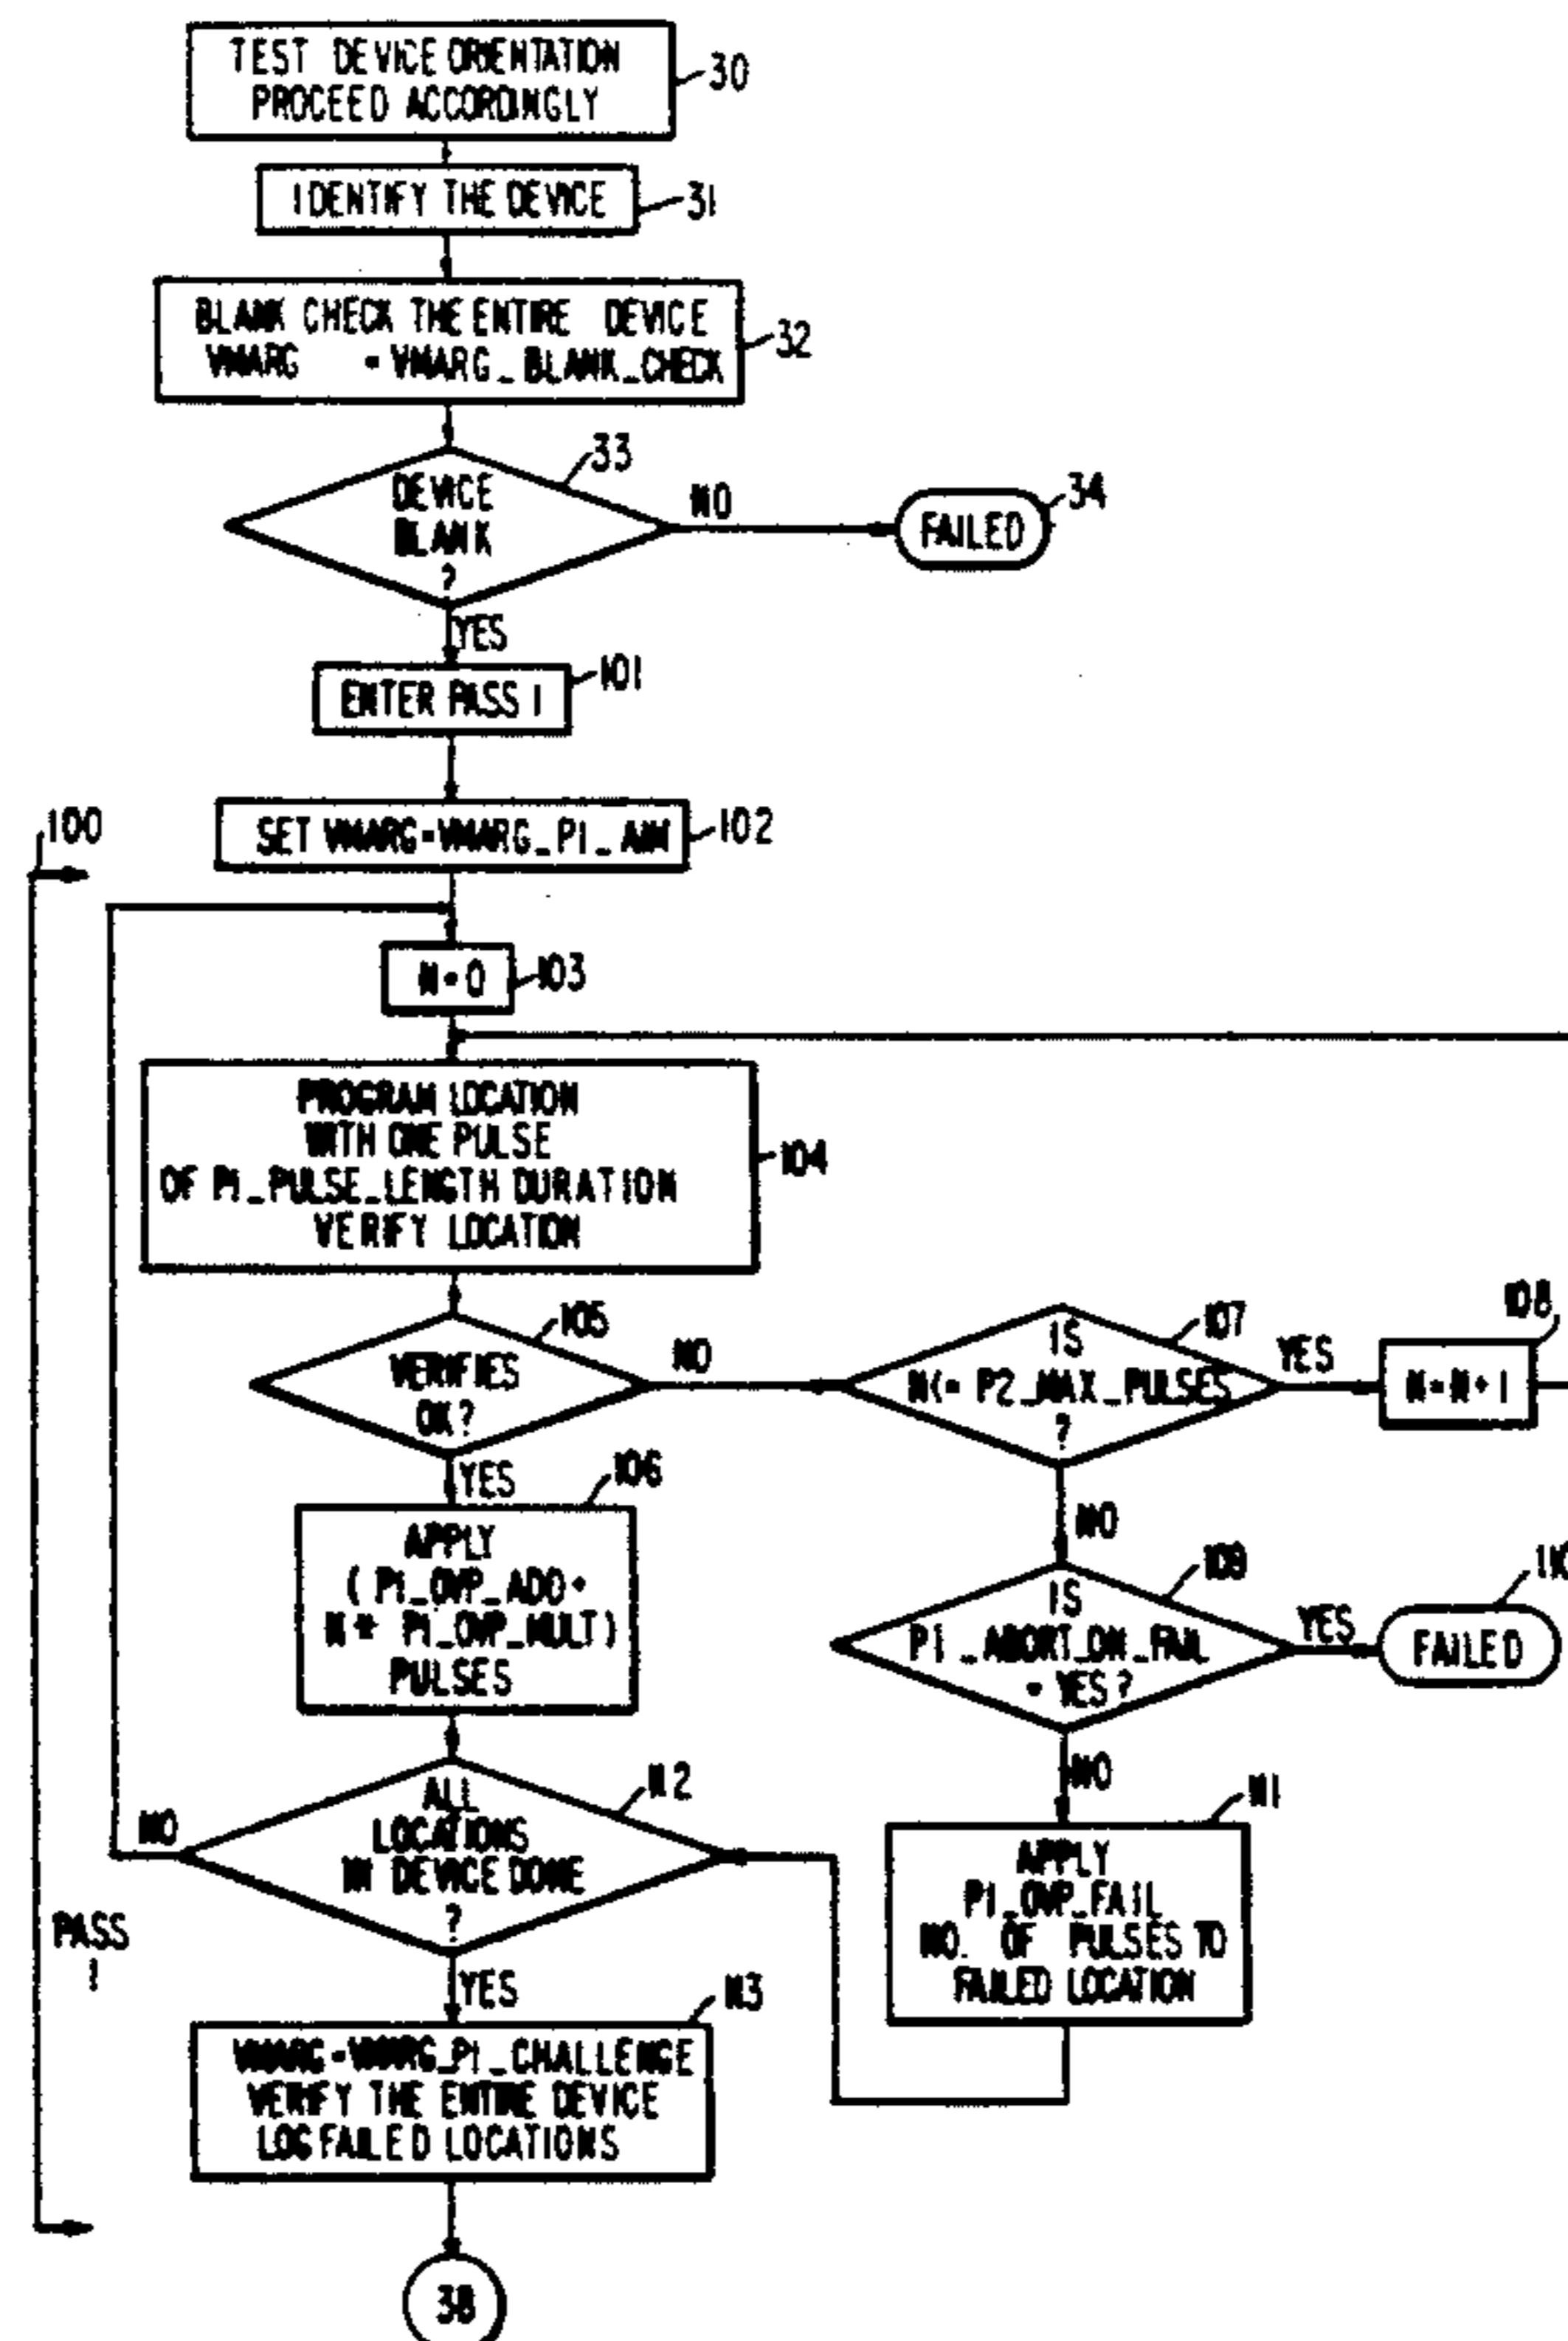 TEST DEVICE ORIENTATION
PROCEED ACCORDINGLY
30
IDENTIFY THE DEVICE
31
BLANK CHECK THE ENTIRE DEVICE
VMARG = VMARG_BLANK_CHECK
32
33
DEVICE
BLANK
?
NO
FAILED
34
YES
ENTER PASS 1
101
100
SET VMARG=VMARG_P1_
102
N=0
103
PROGRAM LOCATION
WITH ONE PULSE
OF P1_PULSE_LENGTH DURATION
VERIFY LOCATION
104
105
VERIFIES
OK?
NO
107
IS
N<= P2_MAX_PULSES
?
YES
108
N=N+1
YES
106
APPLY
(P1_OVP_ADD+
N* P1_OVP_MULT)
PULSES
NO
109
IS
P1_ABORT_ON_FAIL
= YES?
YES
110
FAILED
NO
111
APPLY
P1_OVP_FAIL
NO. OF PULSES TO
FAILED LOCATION
112
ALL
LOCATIONS
IN DEVICE DONE
?
NO
PASS
1
YES
113
VMARG=VMARG_P1_CHALLENGE
VERIFY THE ENTIRE DEVICE
LOG FAILED LOCATIONS
38